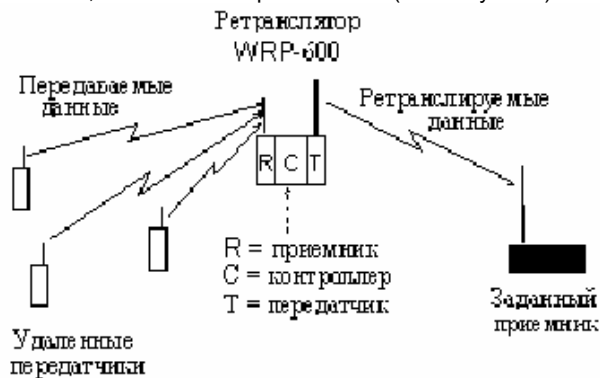 Ретранслятор
WRP-600
Передаваемые
данные
Ретранслируемые
данные
R C T
R = приемник
C = контроллер
T = передатчик
Удаленные
передатчики
Заданный
приемник